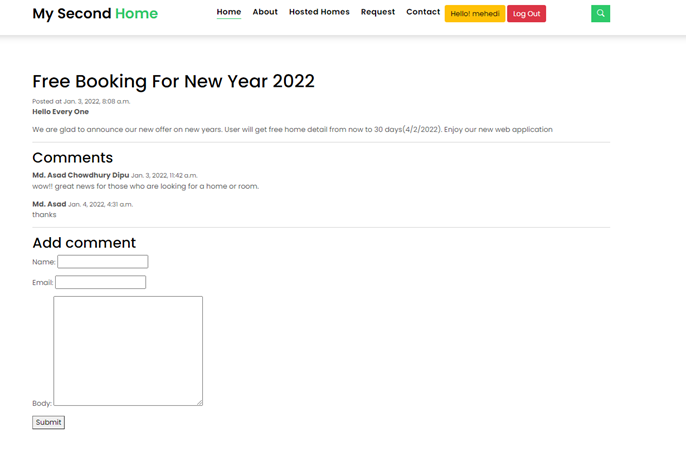 My Second Home
Home About Hosted Homes Request Contact Hello! mehedi Log Out
Free Booking For New Year 2022
Posted at Jan. 3, 2022, 8:08 a.m.
Hello Every One
We are glad to announce our new offer on new years. User will get free home detail from now to 30 days(4/2/2022). Enjoy our new web application
Comments
Md. Asad Chowdhury Dipu Jan. 3, 2022, 11:42 a.m.
wow!! great news for those who are looking for a home or room.
Md. Asad Jan. 4, 2022, 4:31 a.m.
thanks
Add comment
Name:
Email:
Body:
Submit